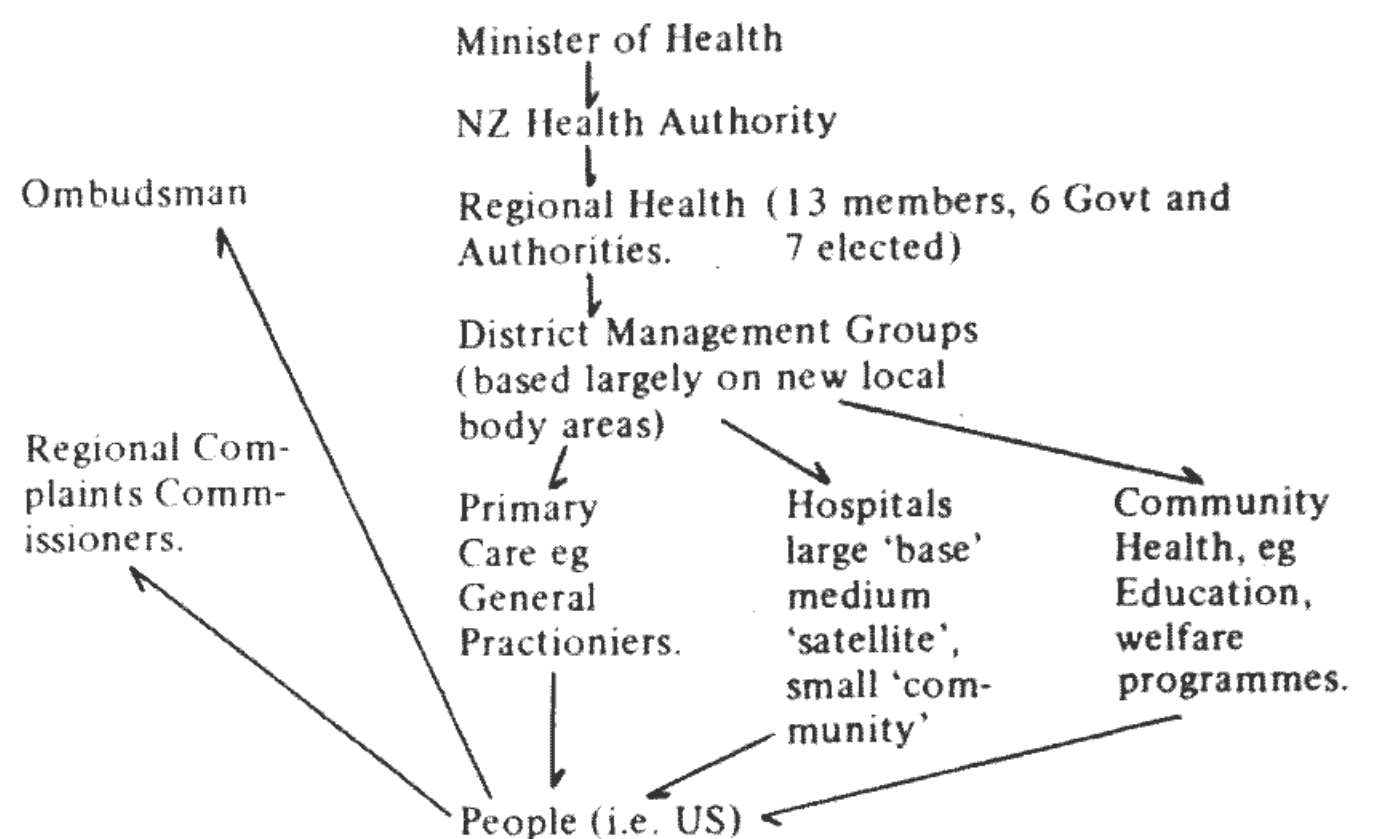 Minister of Health
NZ Health Authority
Ombudsman
Regional Health (13 members, 6 Govt and
Authorities. 7 elected)
District Management Groups
(based largely on new local
body areas)
Regional Com-
plaints Comm-
issioners.
Primary
Care eg
General
Practioniers.
Hospitals
large ‘base’
medium
‘satellite’,
small ‘com-
munity’
Community
Health, eg
Education,
welfare
programmes.
People (i.e. US)